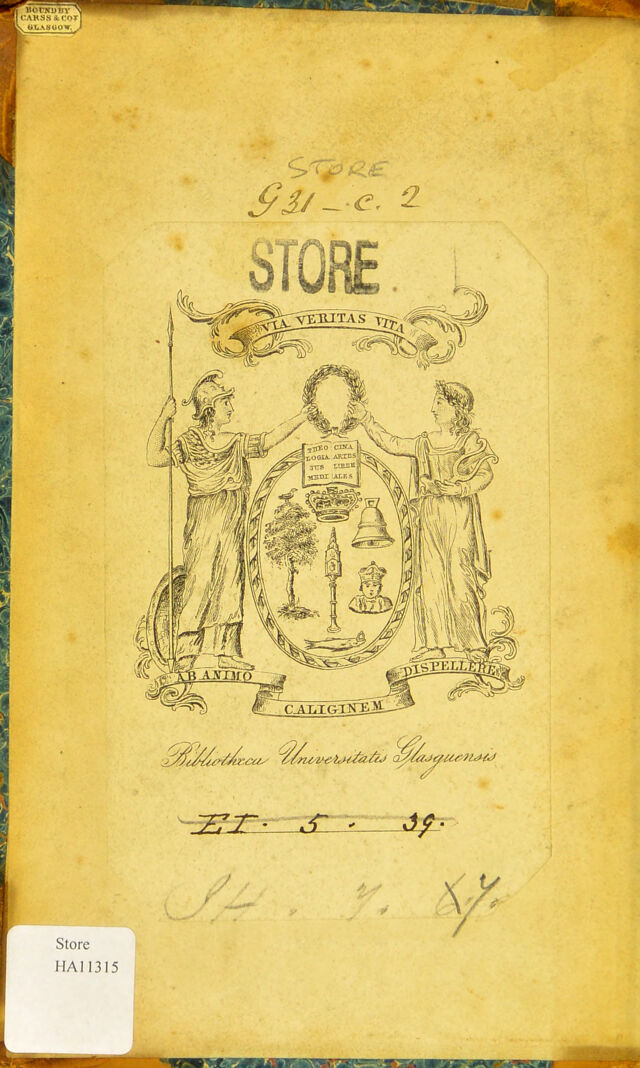 BOUND BY
CARSS & CO.
GLASGOW.
STORE
G31 - c. 2
STORE
VIA VERITAS VITA
THEO CINA
LOGIA ARTES
JUS LIBER
MEDI ALES
AB ANIMO
CALIGINEM
DISPELLERE
Bibliotheca Universitatis Glasguensis
EI. 5. 39.
Store
HA11315